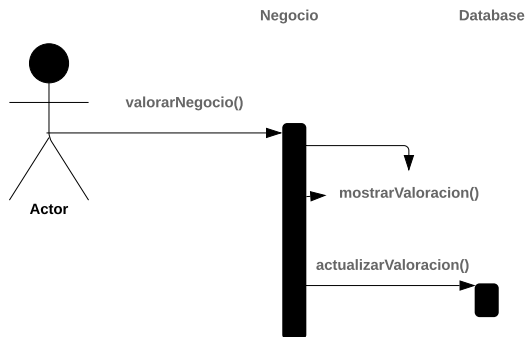 Negocio
Database
valorarNegocio()
mostrarValoracion()
Actor
actualizarValoracion()